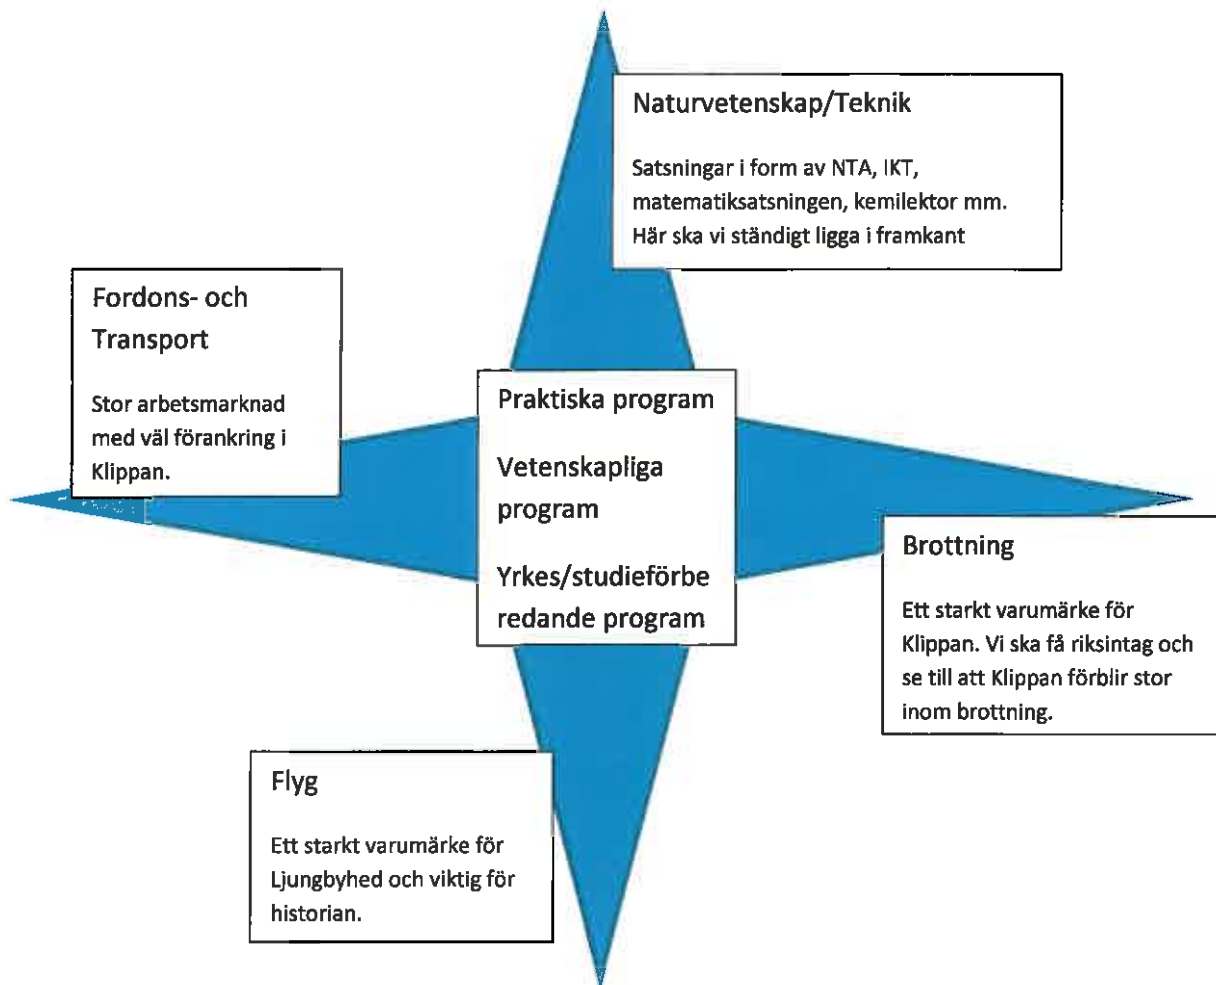 Naturvetenskap/Teknik
Satsningar i form av NTA, IKT,
matematiksatsningen, kemilektor mm.
Här ska vi ständigt ligga i framkant
Fordons- och
Transport
Stor arbetsmarknad
med väl förankring i
Klippan.
Praktiska program
Vetenskapliga
program
Yrkes/studieförbe
redande program
Brottning
Ett starkt varumärke för
Klippan. Vi ska få riksintag och
se till att Klippan förblir stor
inom brottning.
Flyg
Ett starkt varumärke för
Ljungbyhed och viktig för
historian.